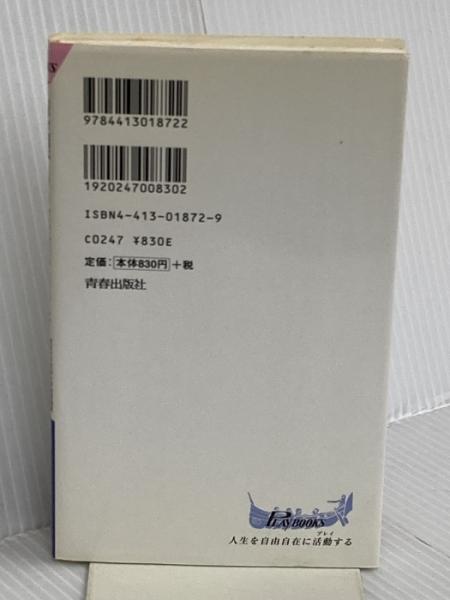 S
9784413018722
1920247008302
ISBN4-413-01872-9
C0247 ¥830E
定価:本体830円+税
青春出版社
PLAYBOOKS
プレイ
人生を自由自在に活動する